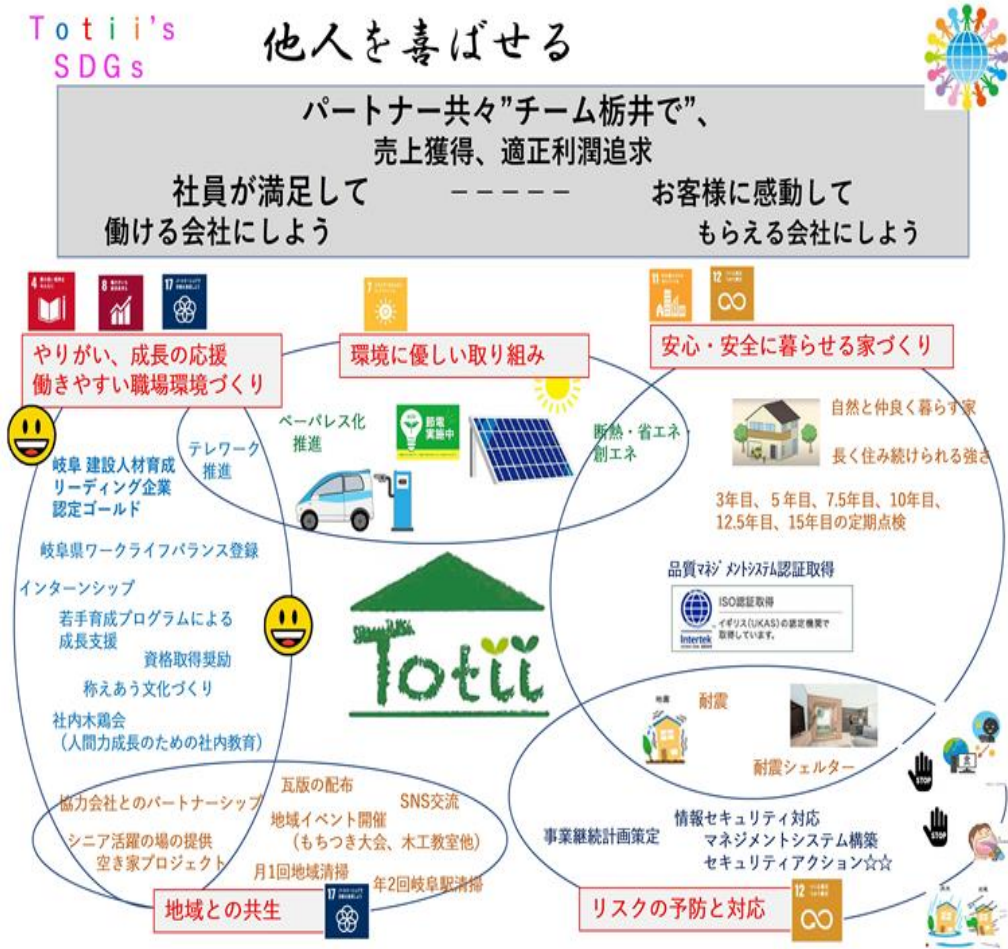 Totii's
SDGs
他人を喜ばせる
パートナー共々”チーム栃井で”、
売上獲得、適正利潤追求
社員が満足して
働ける会社にしよう
－－－－－
お客様に感動して
もらえる会社にしよう
4
8
17
やりがい、成長の応援
働きやすい職場環境づくり
7
環境に優しい取り組み
11
12
安心・安全に暮らせる家づくり
岐阜 建設人材育成
リーディング企業
認定ゴールド
テレワーク
推進
ペーパレス化
推進
節電
実施中
断熱・省エネ・
創エネ
自然と仲良く暮らす家
長く住み続けられる強さ
3年目、5年目、7.5年目、10年目、
12.5年目、15年目の定期点検
岐阜県ワークライフバランス登録
インターンシップ
若手育成プログラムによる
成長支援
資格取得奨励
称えあう文化づくり
社内木鶏会
（人間力成長のための社内教育）
Totii
品質マネジメントシステム認証取得
Intertek
ISO認証取得
イギリス(UKAS)の認定機関で
取得しています。
地震
耐震
耐震シェルター
STOP
STOP
協力会社とのパートナーシップ
瓦版の配布
SNS交流
シニア活躍の場の提供
空き家プロジェクト
地域イベント開催
（もちつき大会、木工教室他）
月1回地域清掃
年2回岐阜駅清掃
地域との共生
17
事業継続計画策定
情報セキュリティ対応
マネジメントシステム構築
セキュリティアクション☆☆
リスクの予防と対応
12